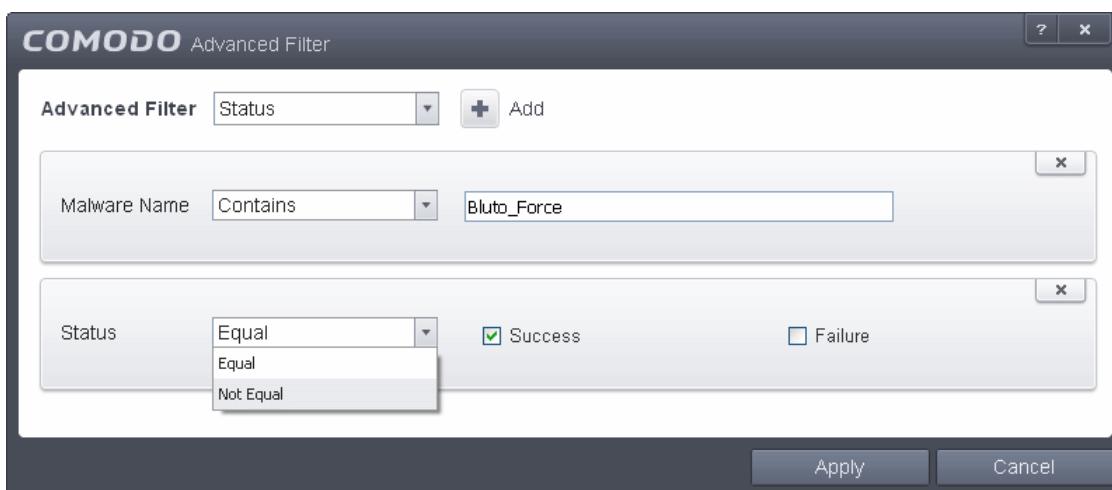 COMODO Advanced Filter ? x
Advanced Filter Status + Add
x
Malware Name Contains Bluto_Force
x
Status Equal Success Failure
Equal
Not Equal
Apply Cancel